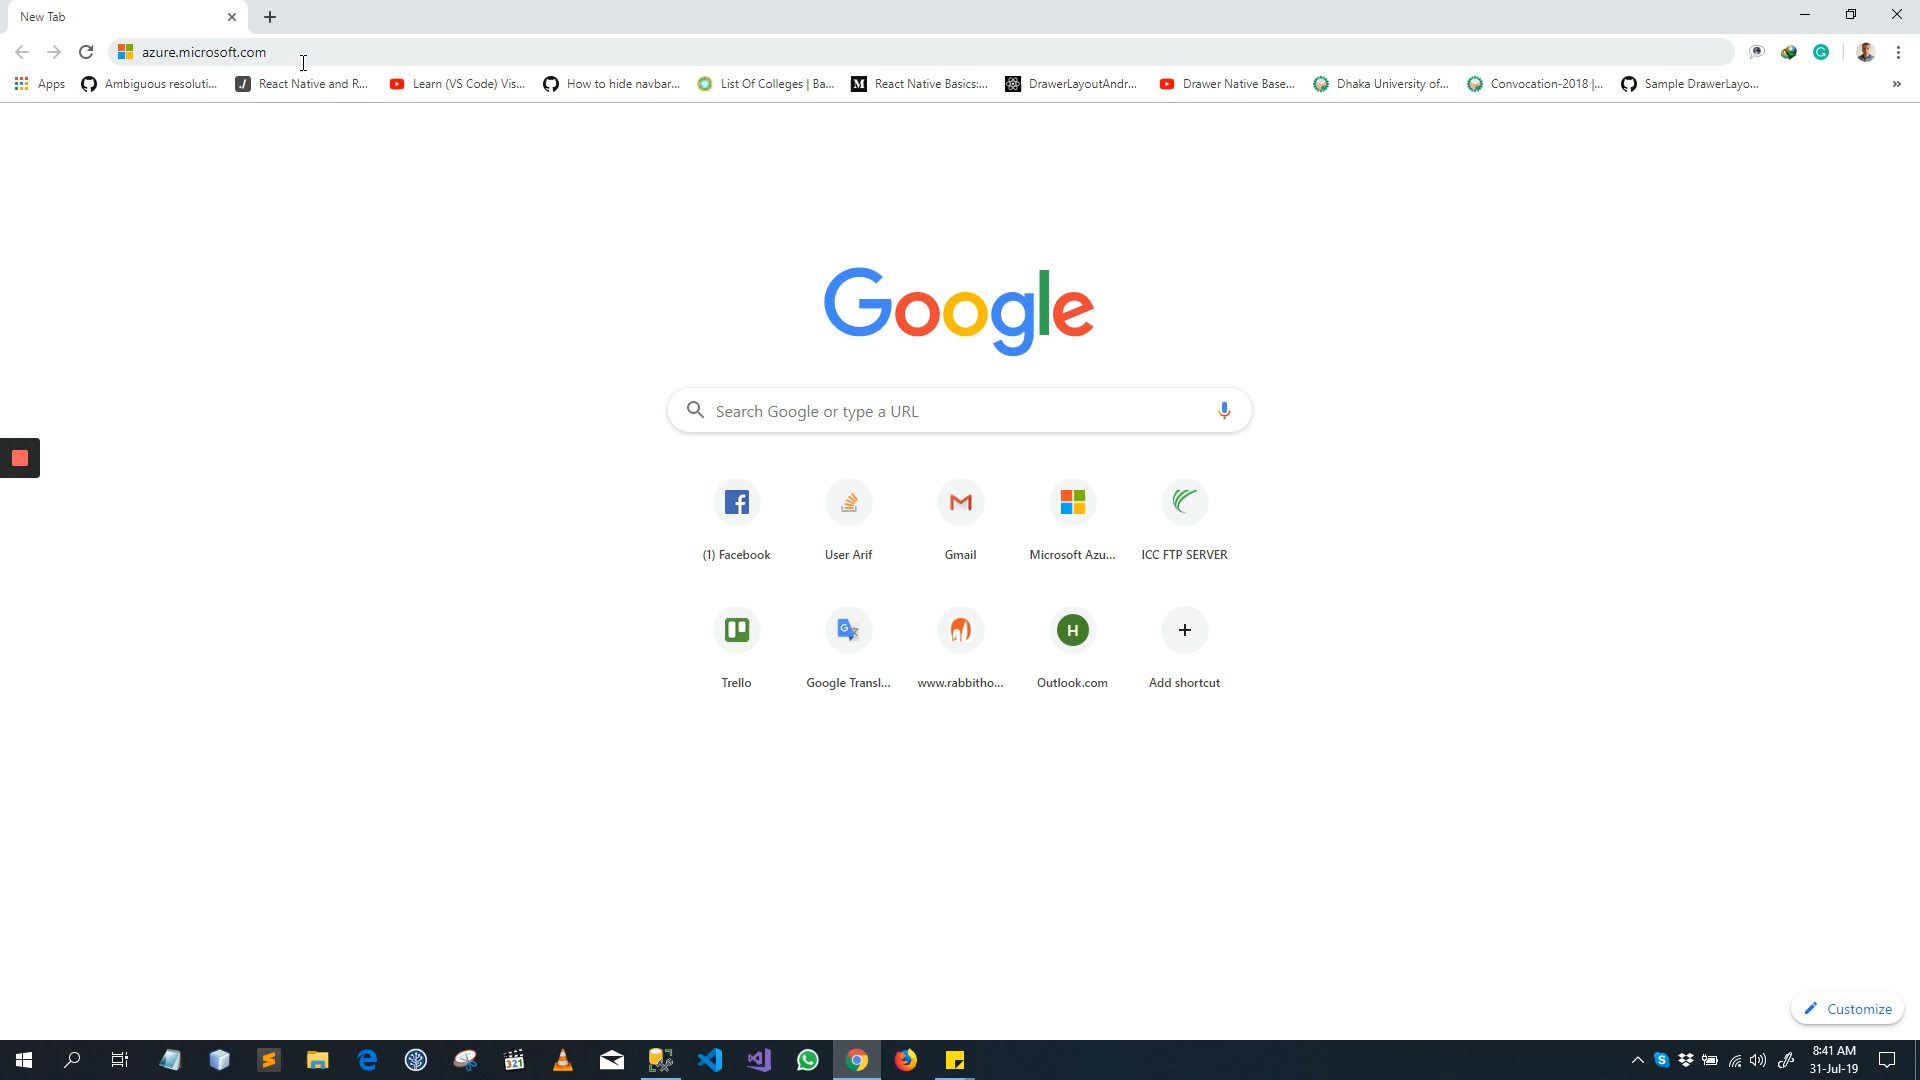 New Tab
azure.microsoft.com
Apps Ambiguous resoluti... React Native and R... Learn (VS Code) Vis... How to hide navbar... List Of Colleges | Ba... React Native Basics:... DrawerLayoutAndr... Drawer Native Base... Dhaka University of... Convocation-2018 |... Sample DrawerLayo... »
Google
Search Google or type a URL
(1) Facebook User Arif Gmail Microsoft Azu... ICC FTP SERVER
H
Trello Google Transl... www.rabbitho... Outlook.com Add shortcut
Customize
8:41 AM
31-Jul-19